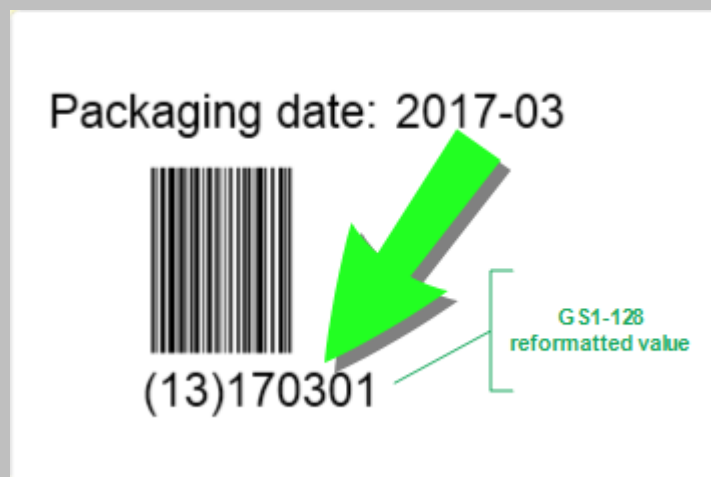 Packaging date: 2017-03
(13)170301
GS1-128
reformatted value